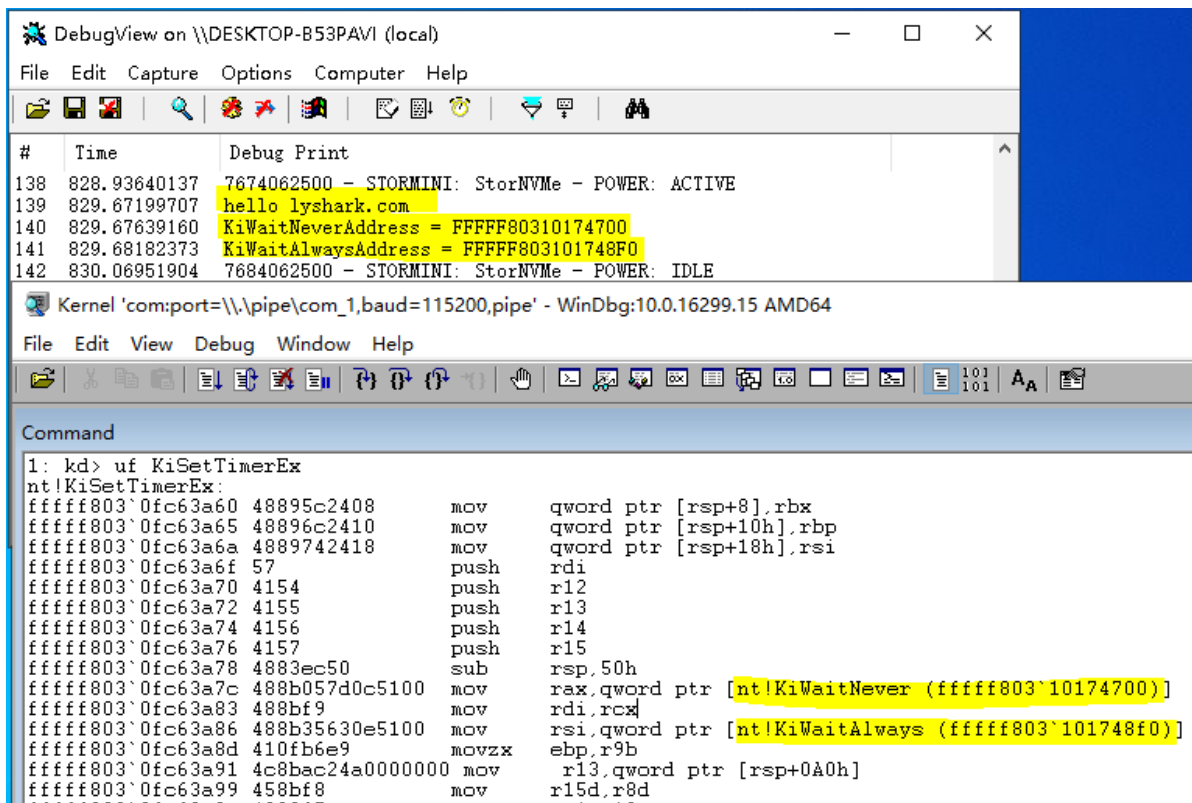 DebugView on \\DESKTOP-B53PAVI (local)
File Edit Capture Options Computer Help
# Time Debug Print
138 828.93640137 7674062500 - STORMINI: StorNVMe - POWER: ACTIVE
139 829.67199707 hello lyshark.com
140 829.67639160 KiWaitNeverAddress = FFFFF80310174700
141 829.68182373 KiWaitAlwaysAddress = FFFFF803101748F0
142 830.06951904 7684062500 - STORMINI: StorNVMe - POWER: IDLE
Kernel 'com:port=\\.\pipe\com_1,baud=115200,pipe' - WinDbg:10.0.16299.15 AMD64
File Edit View Debug Window Help
Command
1: kd> uf KiSetTimerEx
nt!KiSetTimerEx:
fffff803`0fc63a60 48895c2408 mov qword ptr [rsp+8],rbx
fffff803`0fc63a65 48896c2410 mov qword ptr [rsp+10h],rbp
fffff803`0fc63a6a 4889742418 mov qword ptr [rsp+18h],rsi
fffff803`0fc63a6f 57 push rdi
fffff803`0fc63a70 4154 push r12
fffff803`0fc63a72 4155 push r13
fffff803`0fc63a74 4156 push r14
fffff803`0fc63a76 4157 push r15
fffff803`0fc63a78 4883ec50 sub rsp,50h
fffff803`0fc63a7c 488b057d0c5100 mov rax,qword ptr [nt!KiWaitNever (fffff803`10174700)]
fffff803`0fc63a83 488bf9 mov rdi,rcx
fffff803`0fc63a86 488b35630e5100 mov rsi,qword ptr [nt!KiWaitAlways (fffff803`101748f0)]
fffff803`0fc63a8d 410fb6e9 movzx ebp,r9b
fffff803`0fc63a91 4c8bac24a0000000 mov r13,qword ptr [rsp+0A0h]
fffff803`0fc63a99 458bf8 mov r15d,r8d